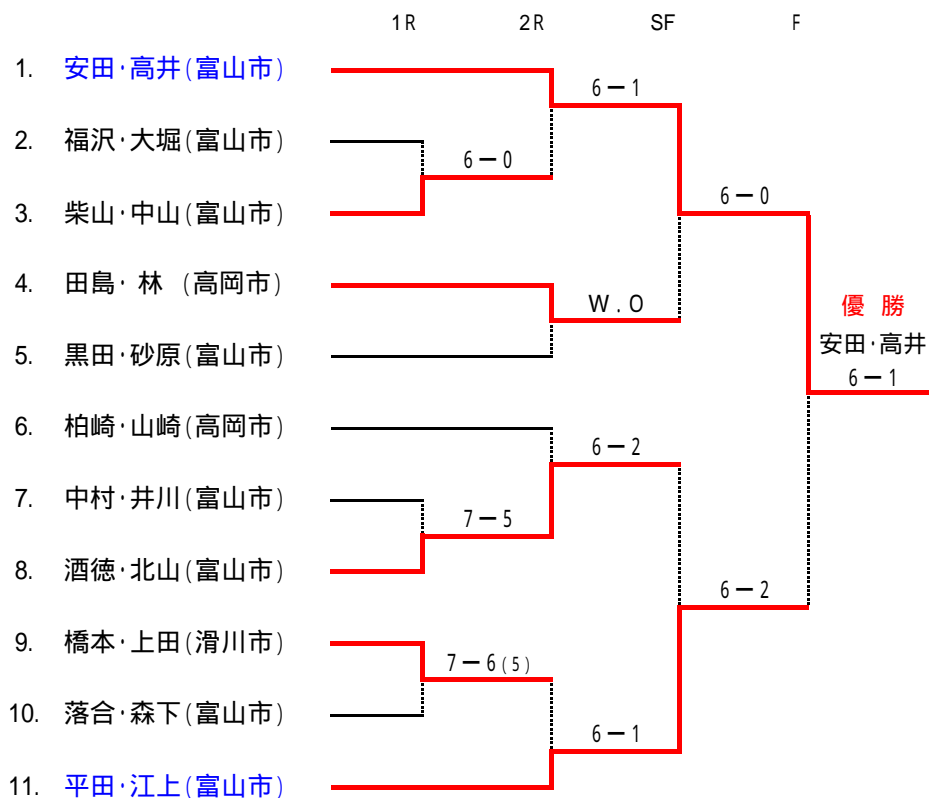 1R 2R SF F
1. 安田・高井(富山市)
6－1
2. 福沢・大堀(富山市)
6－0
3. 柴山・中山(富山市)
6－0
4. 田島・林 (高岡市)
W.O
優 勝
5. 黒田・砂原(富山市)
安田・高井
6－1
6. 柏崎・山崎(高岡市)
6－2
7. 中村・井川(富山市)
7－5
8. 酒徳・北山(富山市)
6－2
9. 橋本・上田(滑川市)
7－6(5)
10. 落合・森下(富山市)
6－1
11. 平田・江上(富山市)